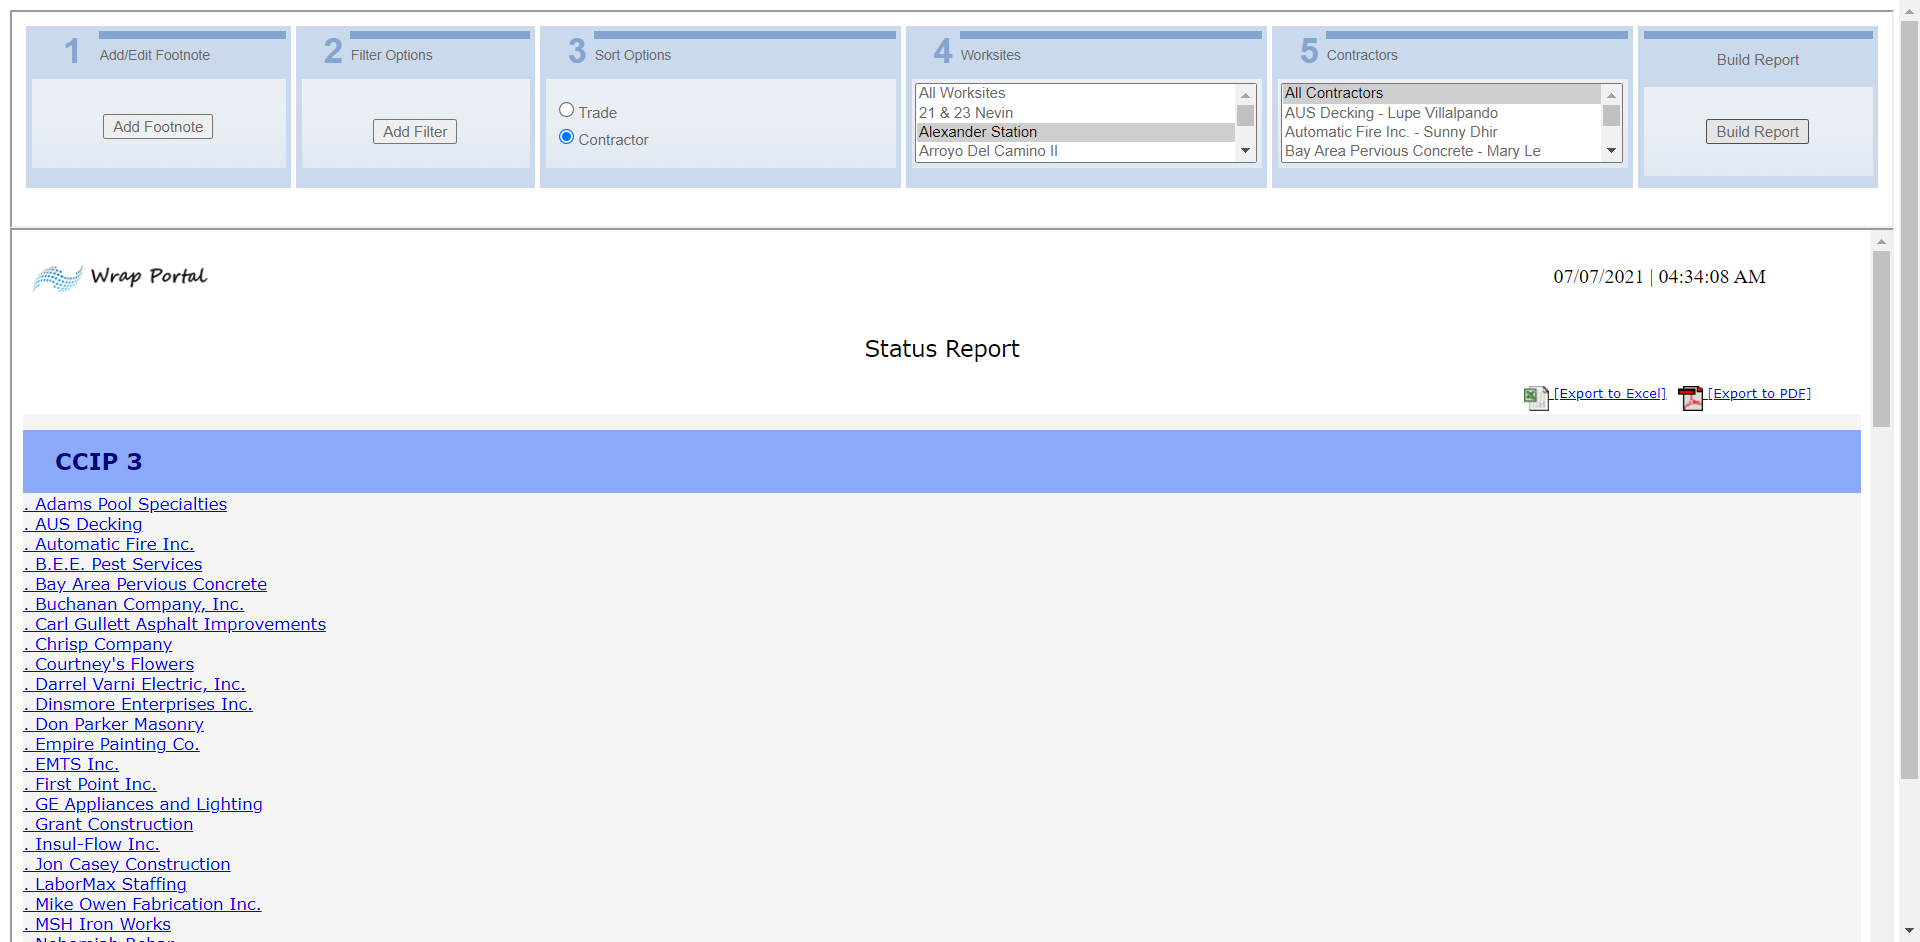 1 Add/Edit Footnote
Add Footnote
2 Filter Options
Add Filter
3 Sort Options
Trade
Contractor
4 Worksites
All Worksites
21 & 23 Nevin
Alexander Station
Arroyo Del Camino II
5 Contractors
All Contractors
AUS Decking - Lupe Villalpando
Automatic Fire Inc. - Sunny Dhir
Bay Area Pervious Concrete - Mary Le
Build Report
Build Report
Wrap Portal
07/07/2021 | 04:34:08 AM
Status Report
[Export to Excel] [Export to PDF]
CCIP 3
. Adams Pool Specialties
. AUS Decking
. Automatic Fire Inc.
. B.E.E. Pest Services
. Bay Area Pervious Concrete
. Buchanan Company, Inc.
. Carl Gullett Asphalt Improvements
. Chrisp Company
. Courtney's Flowers
. Darrel Varni Electric, Inc.
. Dinsmore Enterprises Inc.
. Don Parker Masonry
. Empire Painting Co.
. EMTS Inc.
. First Point Inc.
. GE Appliances and Lighting
. Grant Construction
. Insul-Flow Inc.
. Jon Casey Construction
. LaborMax Staffing
. Mike Owen Fabrication Inc.
. MSH Iron Works